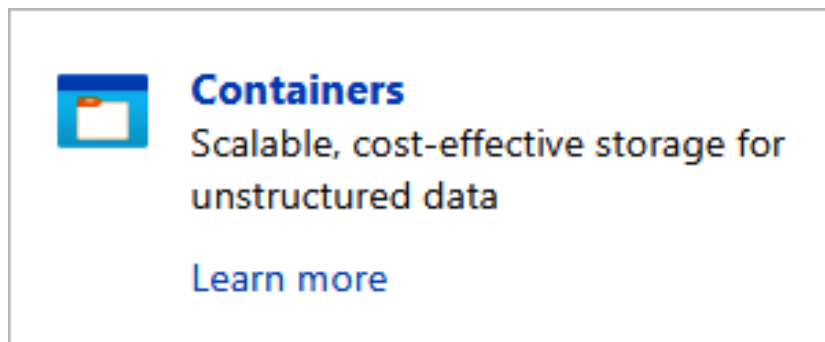 Containers
Scalable, cost-effective storage for
unstructured data
Learn more